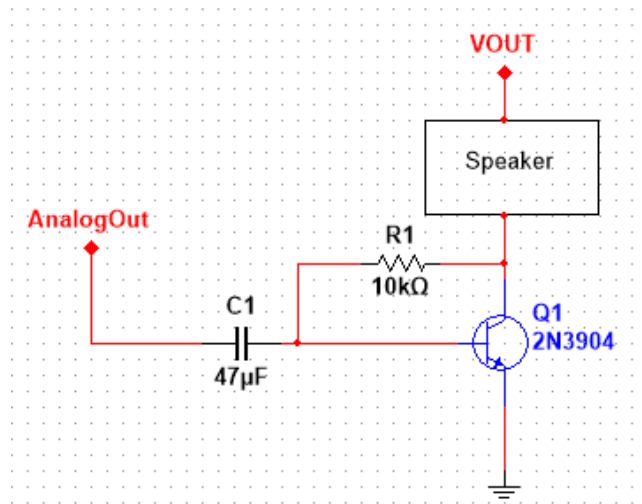 VOUT
Speaker
AnalogOut
R1
10kΩ
C1
47µF
Q1
2N3904